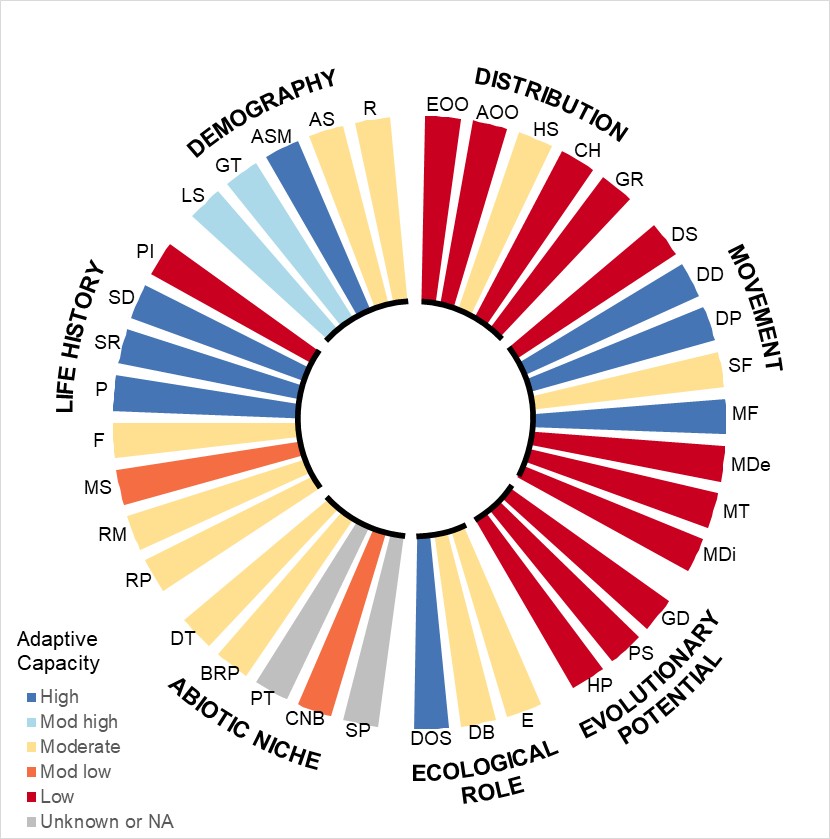 DEMOGRAPHY
DISTRIBUTION
R
AS
ASM
GT
LS
EOO
AOO
HS
CH
GR
LIFE HISTORY
PI
SD
SR
P
F
MS
RM
RP
MOVEMENT
DS
DD
DP
SF
MF
MDe
MT
MDi
ABIOTIC NICHE
DT
BRP
PT
CNB
SP
ECOLOGICAL
ROLE
DOS
DB
E
EVOLUTIONARY
POTENTIAL
GD
PS
HP
Adaptive
Capacity
High
Mod high
Moderate
Mod low
Low
Unknown or NA